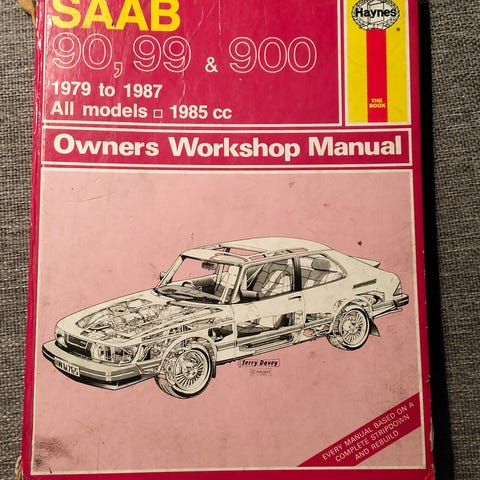 SAAB
90, 99 & 900
1979 to 1987
All models □ 1985 cc
Haynes
®
THE
BOOK
Owners Workshop Manual
Terry Davey
EVERY MANUAL BASED ON A
COMPLETE STRIPDOWN
AND REBUILD